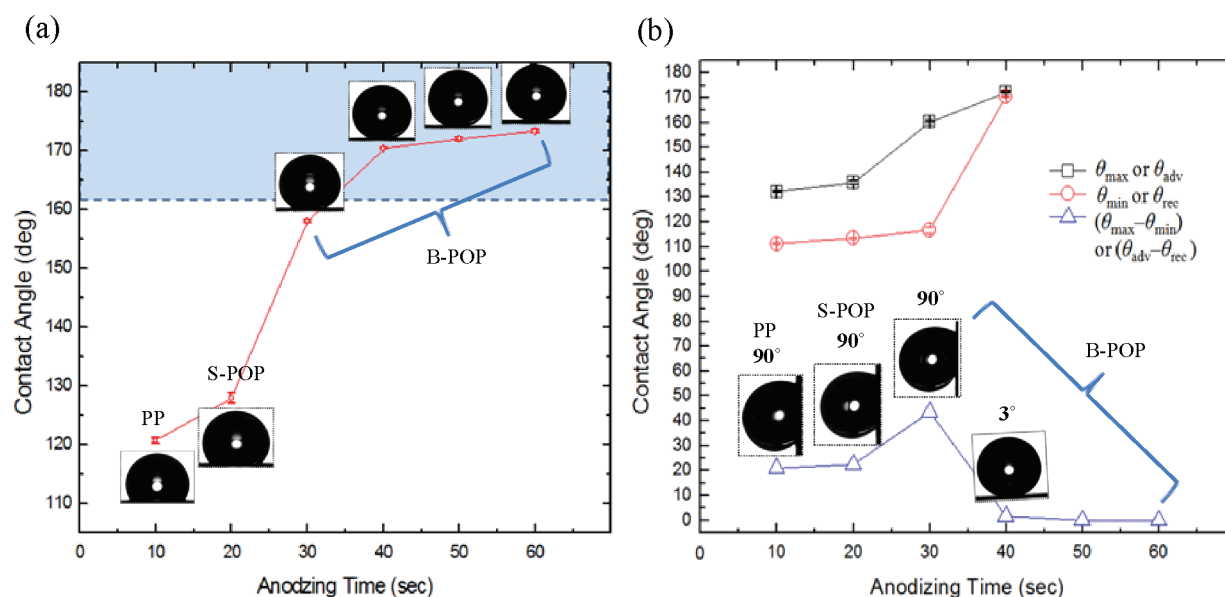 (a)
Contact Angle (deg)
180
170
160
150
140
130
120
110
PP
S-POP
B-POP
0 10 20 30 40 50 60
Anodzing Time (sec)
(b)
Contact Angle (deg)
180
170
160
150
140
130
120
110
100
90
80
70
60
50
40
30
20
10
0
θmax or θadv
θmin or θrec
(θmax–θmin)
or (θadv–θrec)
PP
90°
S-POP
90°
90°
3°
B-POP
0 10 20 30 40 50 60
Anodizing Time (sec)